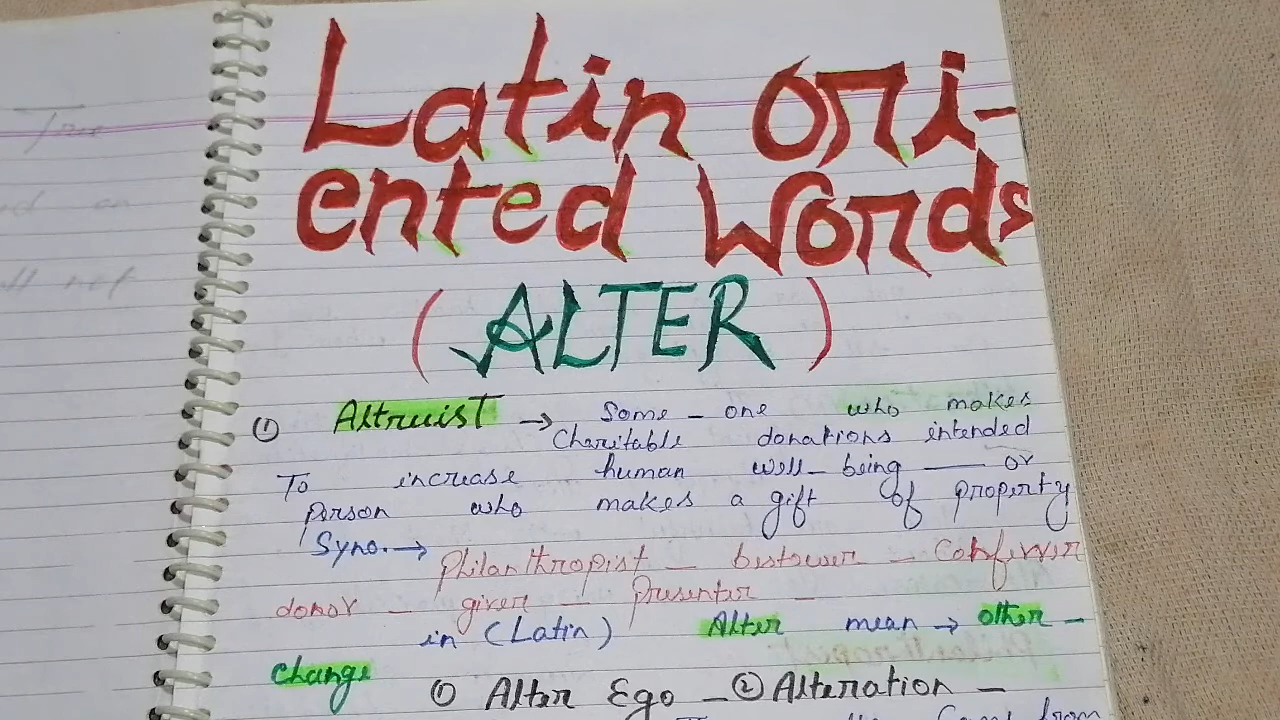 Latin ori-
ented Words
(ALTER)
① Altruist → Some - one who makes
Charitable donations intended
To increase human well-being — or
Person who makes a gift of property
Syno. → Philanthropist - bestower - Conferrer
donor - giver - Presenter -
in (Latin) Alter mean → other -
Change
① Alter Ego - ② Alteration -
Came from